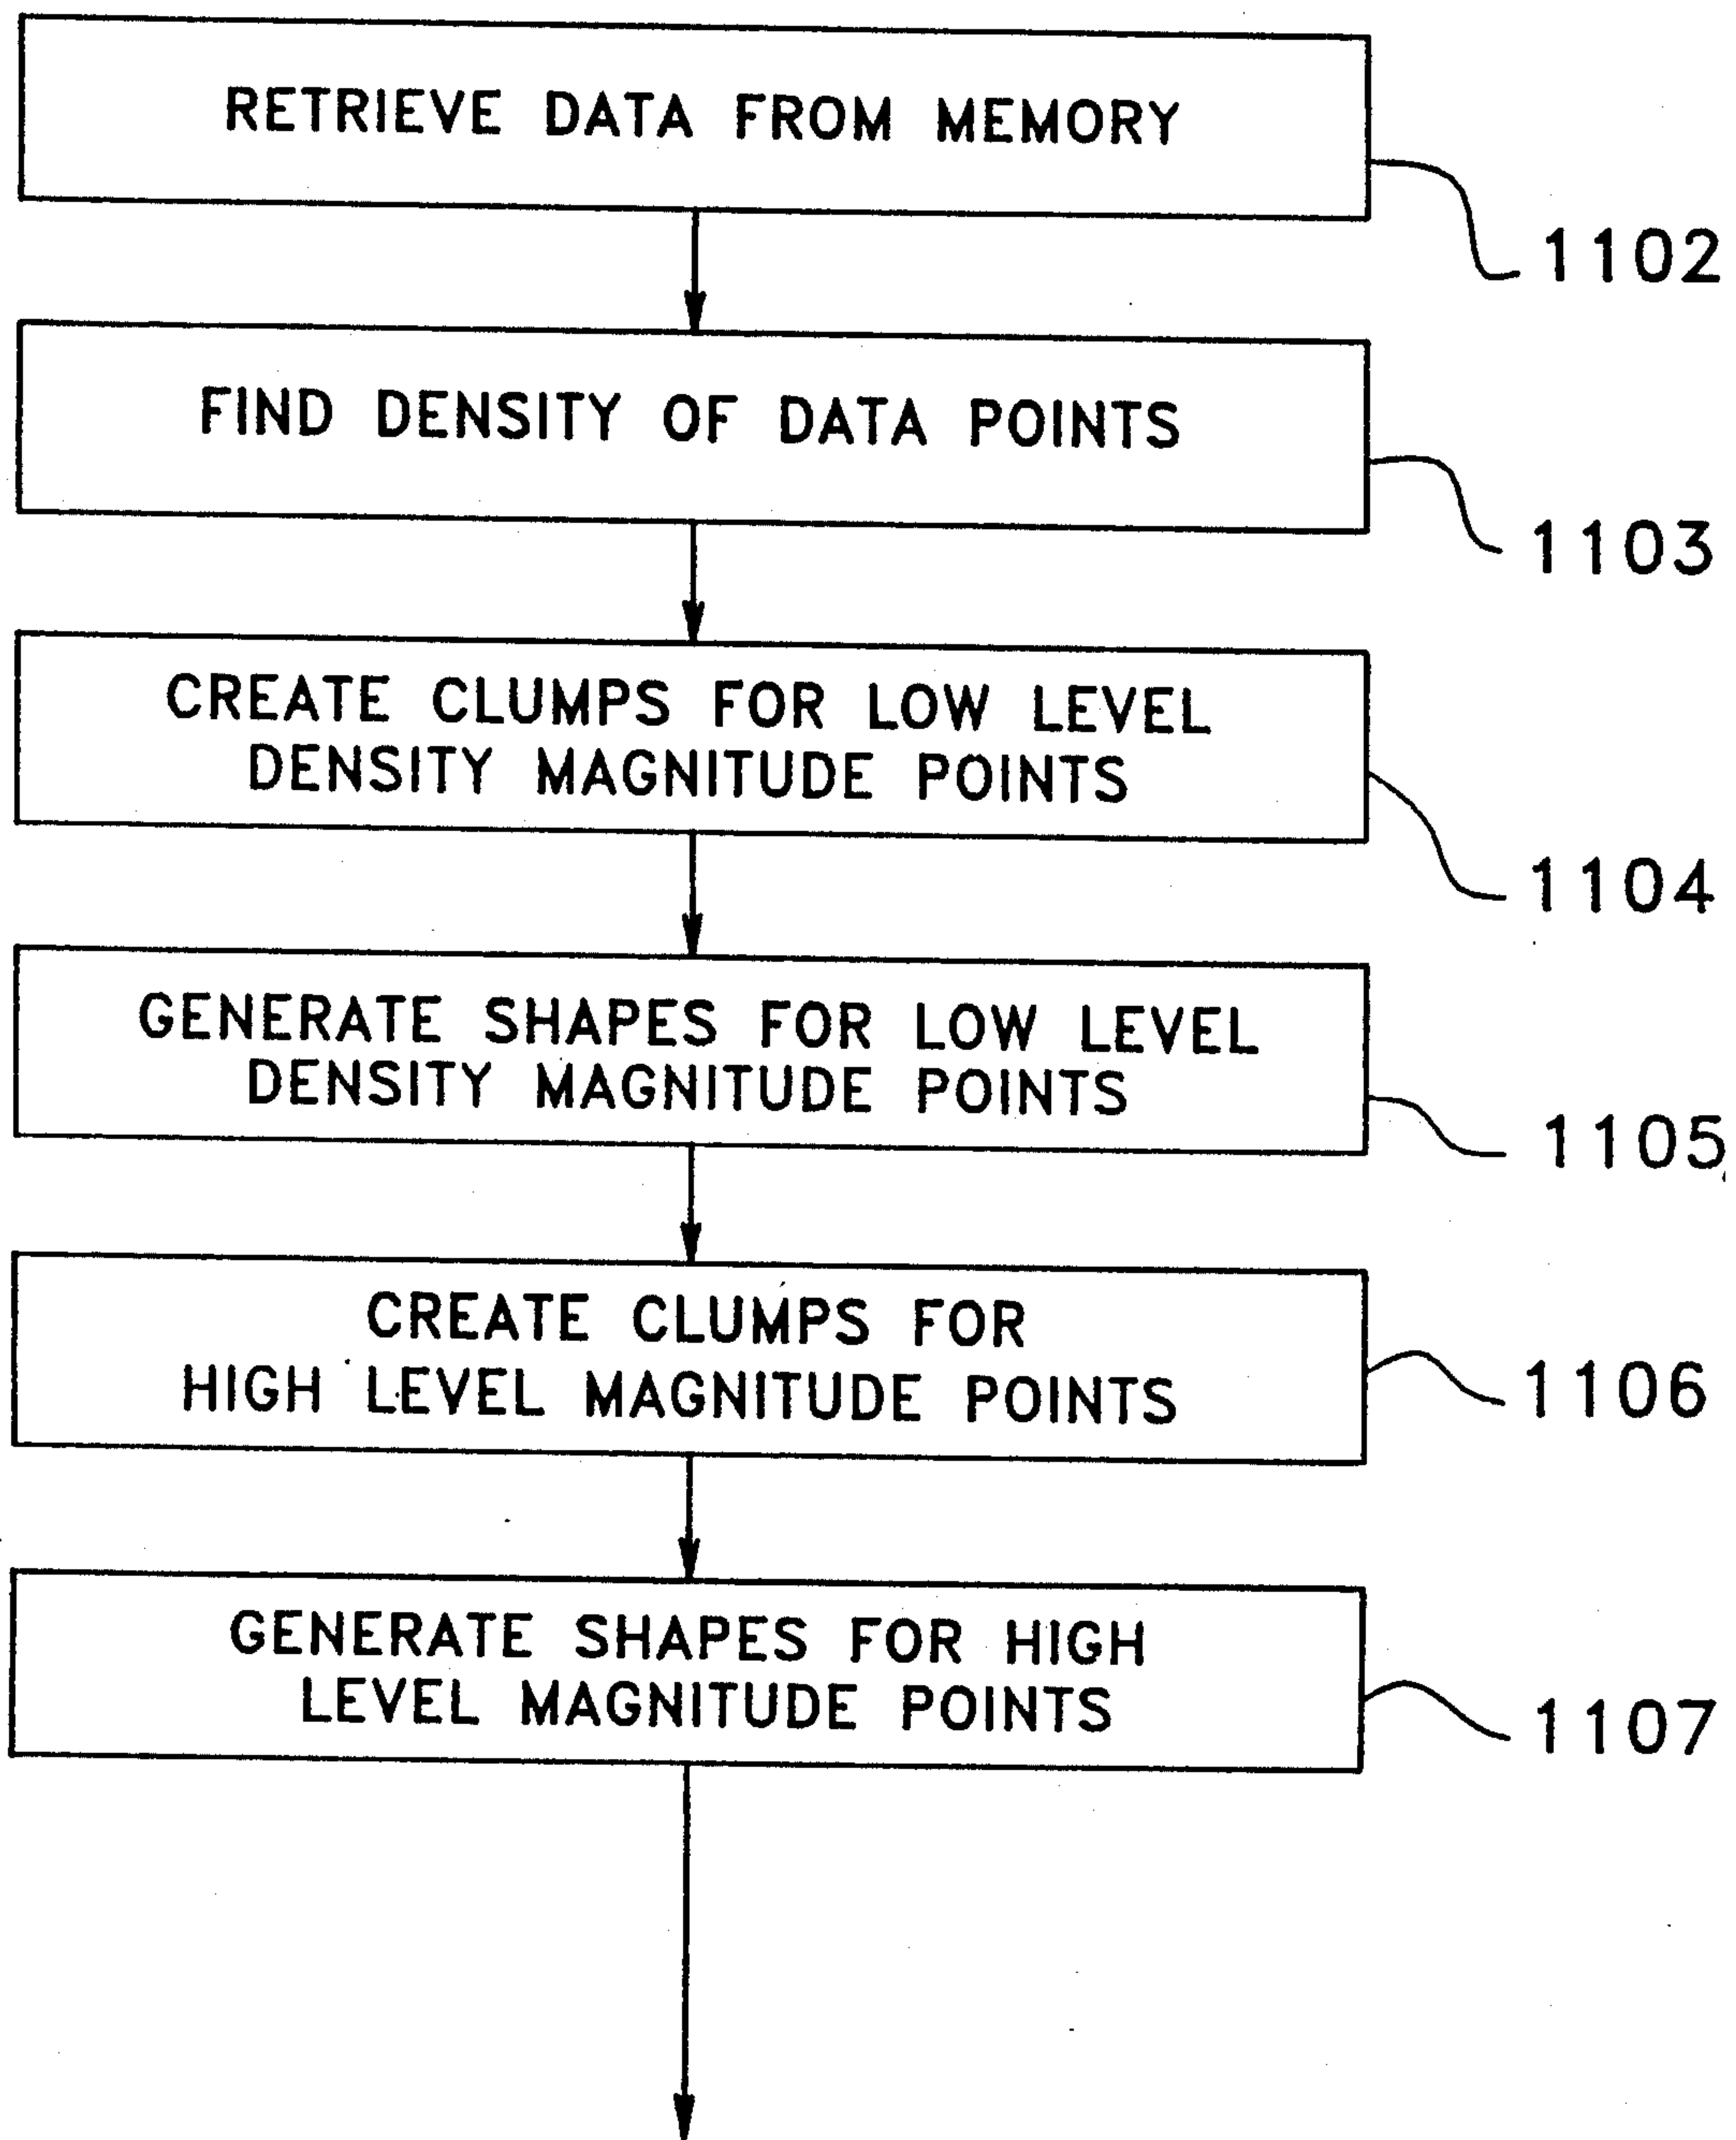 RETRIEVE DATA FROM MEMORY
1102
FIND DENSITY OF DATA POINTS
1103
CREATE CLUMPS FOR LOW LEVEL
DENSITY MAGNITUDE POINTS
1104
GENERATE SHAPES FOR LOW LEVEL
DENSITY MAGNITUDE POINTS
1105
CREATE CLUMPS FOR
HIGH LEVEL MAGNITUDE POINTS
1106
GENERATE SHAPES FOR HIGH
LEVEL MAGNITUDE POINTS
1107